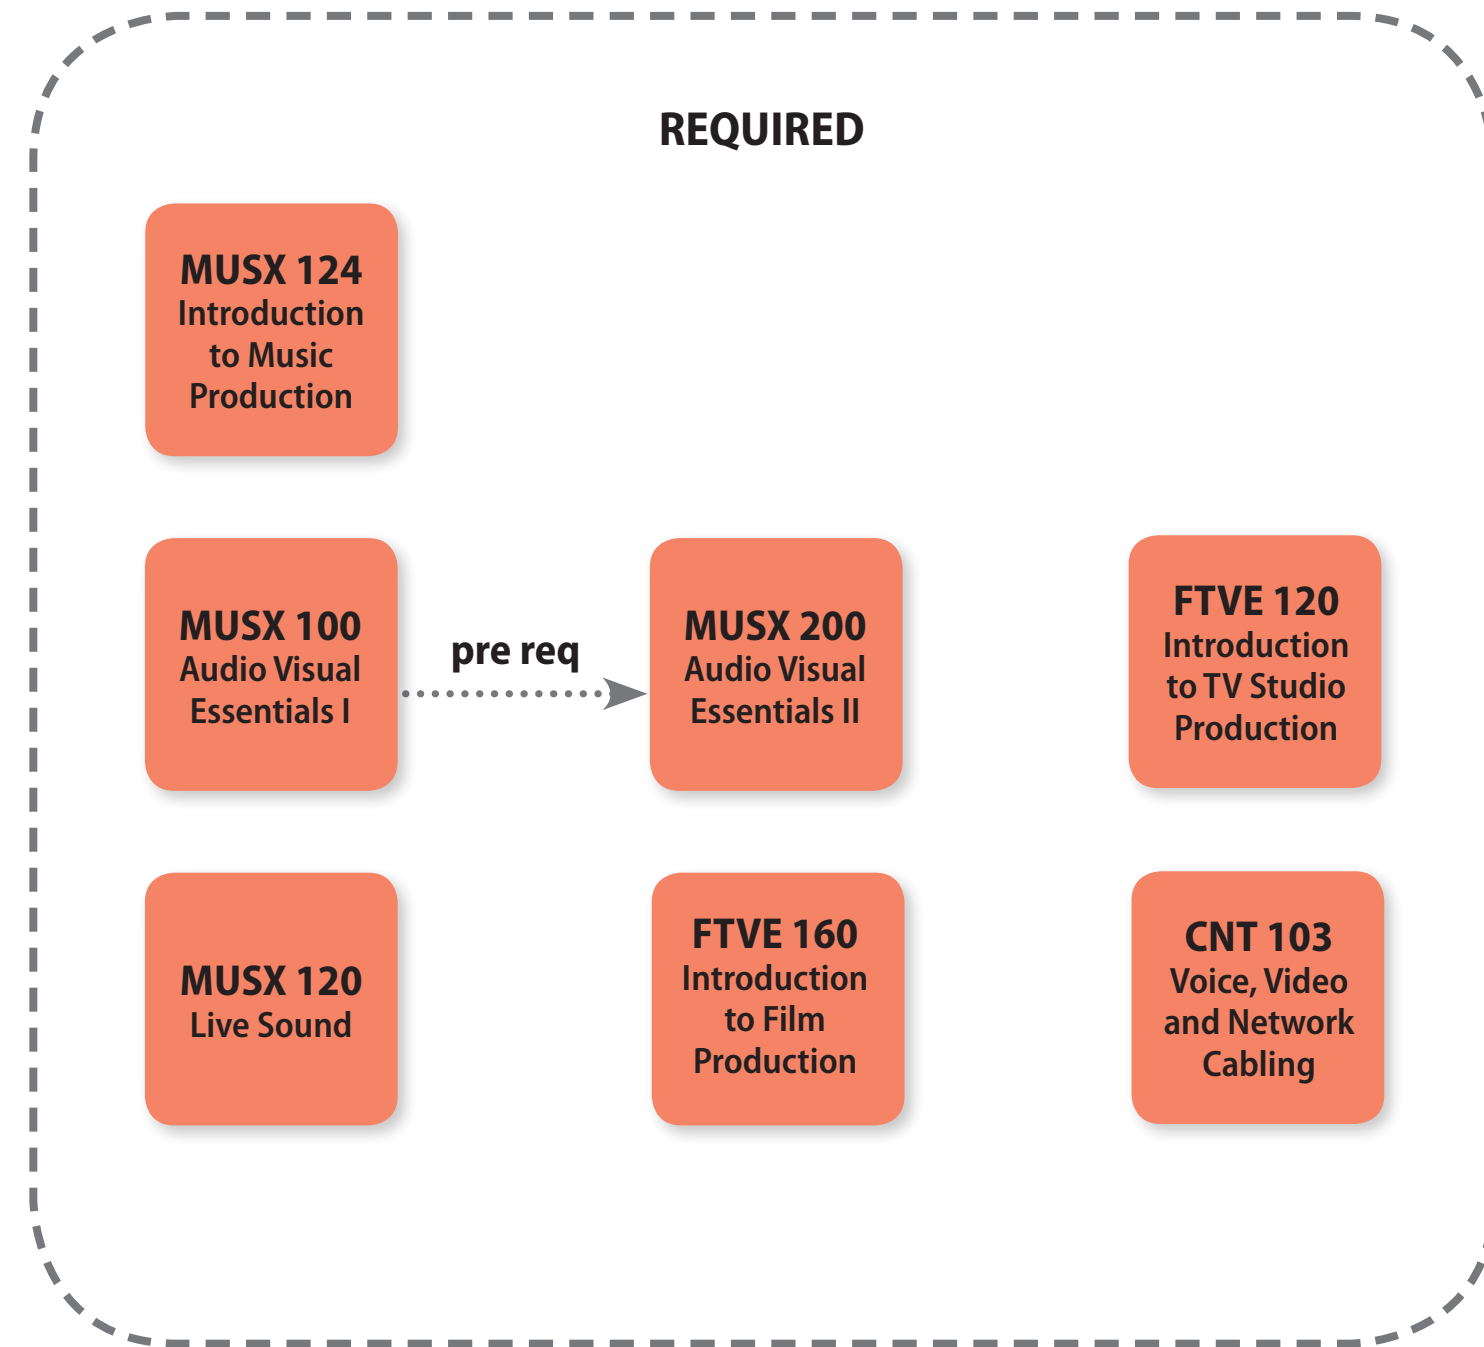 REQUIRED
MUSX 124
Introduction
to Music
Production
MUSX 100
Audio Visual
Essentials I
pre req
MUSX 200
Audio Visual
Essentials II
FTVE 120
Introduction
to TV Studio
Production
MUSX 120
Live Sound
FTVE 160
Introduction
to Film
Production
CNT 103
Voice, Video
and Network
Cabling